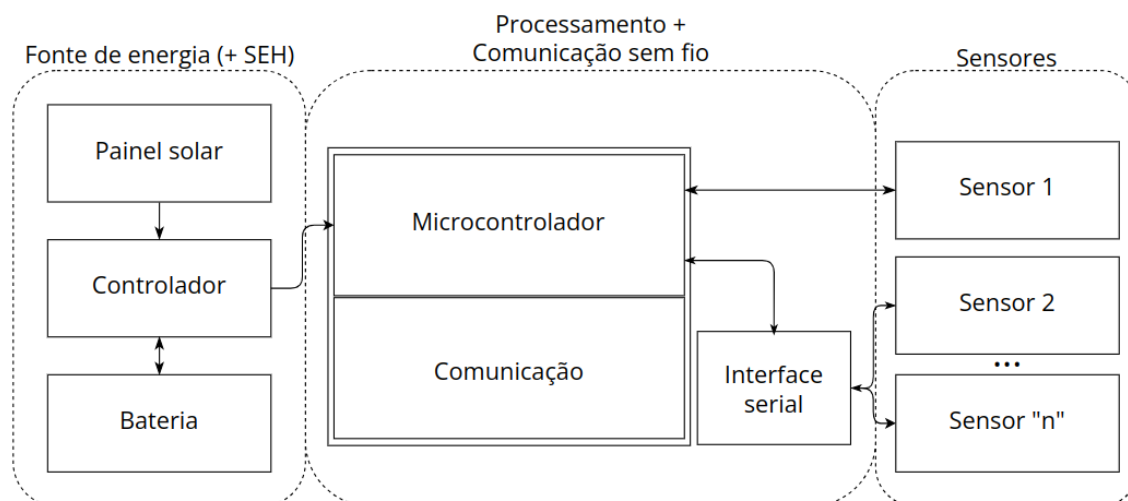 Fonte de energia (+ SEH)
Painel solar
Controlador
Bateria
Processamento +
Comunicação sem fio
Microcontrolador
Comunicação
Interface
serial
Sensores
Sensor 1
Sensor 2
...
Sensor "n"